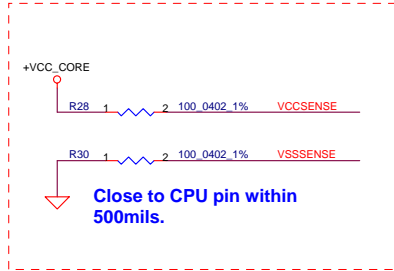 +VCC_CORE
R28 1 2 100_0402_1% VCCSENSE
R30 1 2 100_0402_1% VSSSENSE
Close to CPU pin within
500mils.